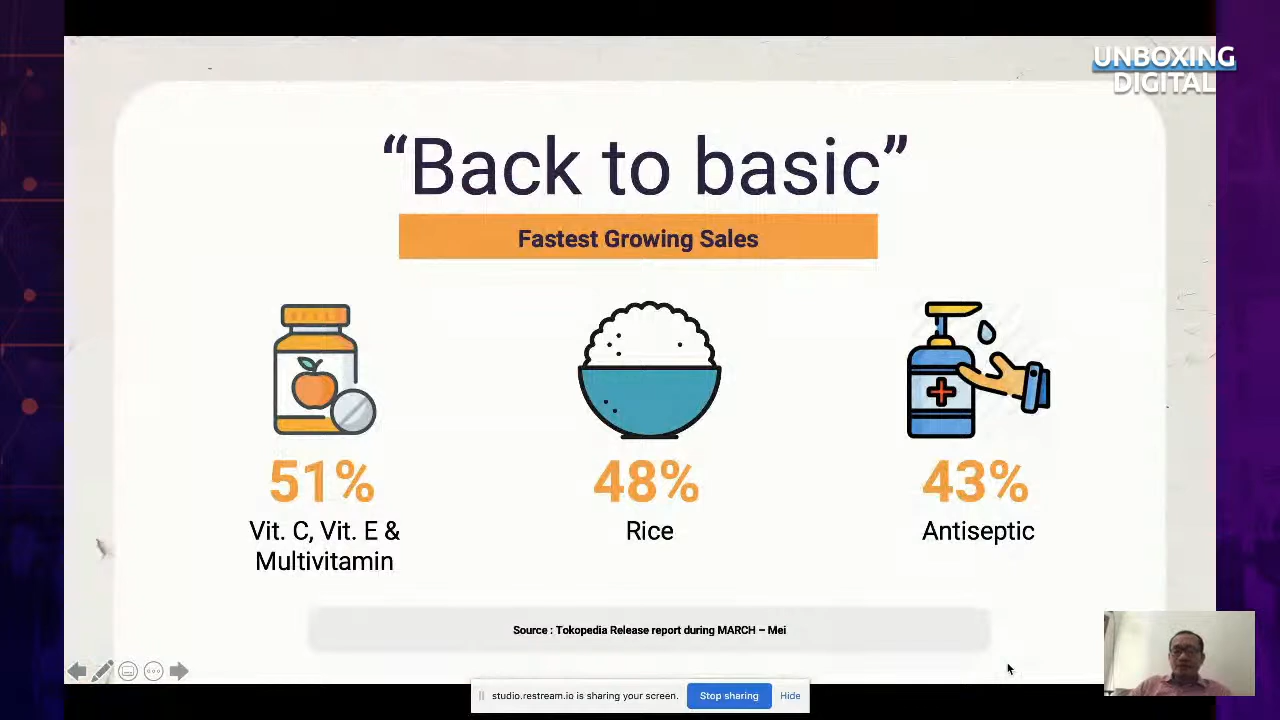 UNBOXING
DIGITAL
“Back to basic”
Fastest Growing Sales
51%
Vit. C, Vit. E &
Multivitamin
48%
Rice
43%
Antiseptic
Source : Tokopedia Release report during MARCH – Mei
studio.restream.io is sharing your screen.
Stop sharing
Hide